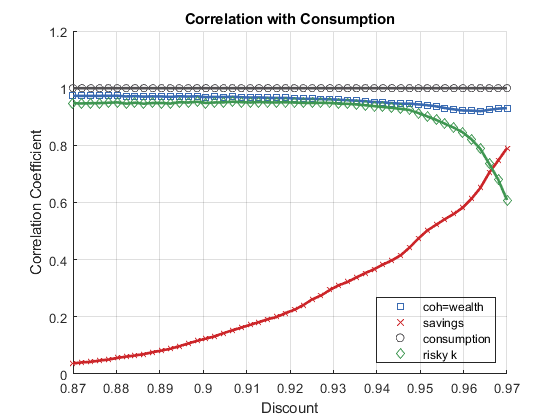 Correlation with Consumption
1.2
1
0.8
0.6
0.4
0.2
0
Correlation Coefficient
coh=wealth
savings
consumption
risky k
0.87 0.88 0.89 0.9 0.91 0.92 0.93 0.94 0.95 0.96 0.97
Discount